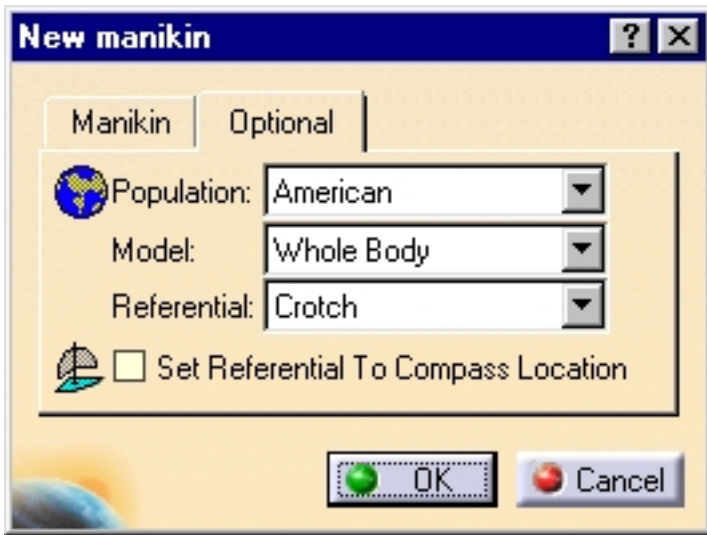 New manikin
Manikin Optional
Population: American
Model: Whole Body
Referential: Crotch
Set Referential To Compass Location
OK Cancel